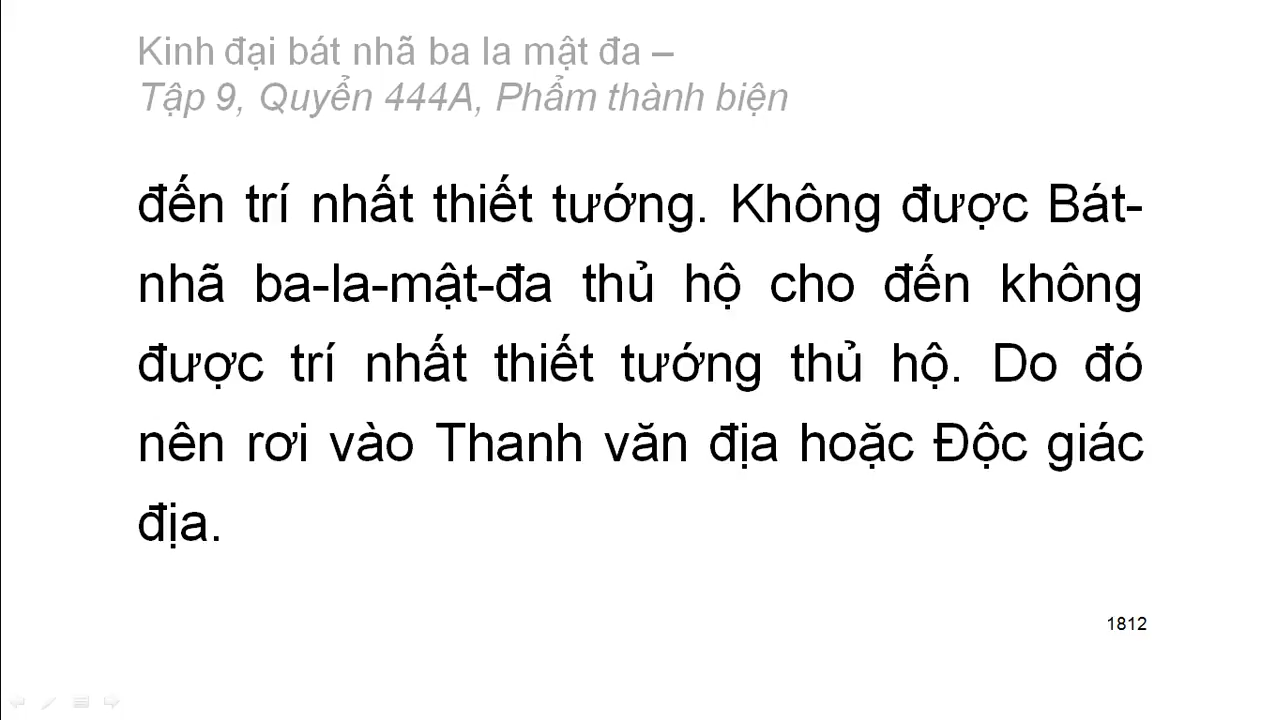 Kinh đại bát nhã ba la mật đa –
Tập 9, Quyển 444A, Phẩm thành biện
đến trí nhất thiết tướng. Không được Bát-
nhã ba-la-mật-đa thủ hộ cho đến không
được trí nhất thiết tướng thủ hộ. Do đó
nên rơi vào Thanh văn địa hoặc Độc giác
địa.
1812